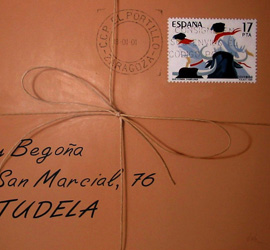 C.C.P. EL PORTILLO
ZARAGOZA
ESPAÑA 17
PTA
Begoña
San Marcial, 76
TUDELA